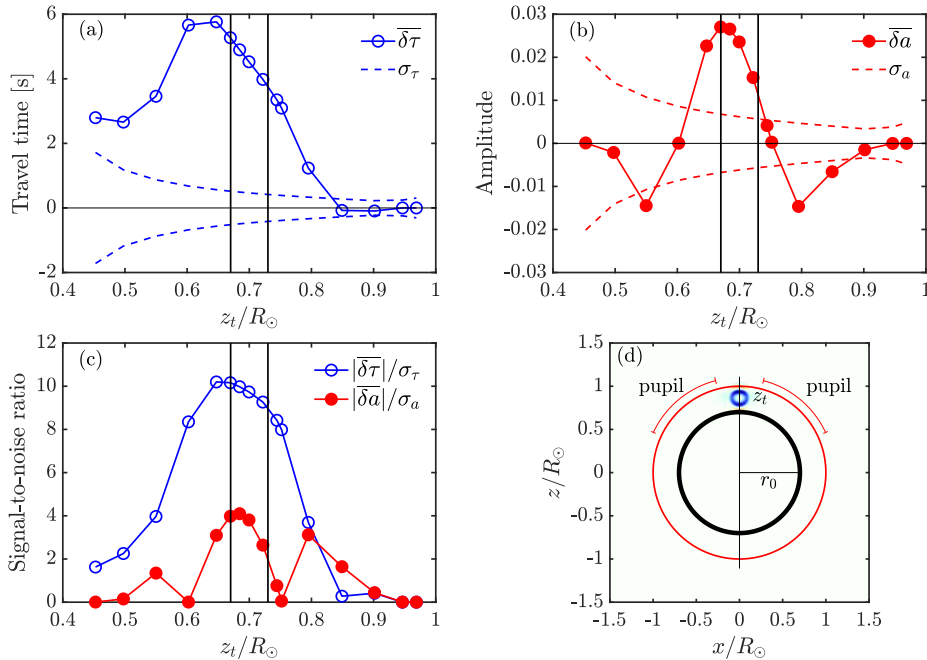 (a)
δτ
σ_τ
Travel time [s]
6
4
2
0
-2
0.4 0.5 0.6 0.7 0.8 0.9 1
z_t/R_⊙
(b)
δa
σ_a
Amplitude
0.03
0.02
0.01
0
-0.01
-0.02
-0.03
0.4 0.5 0.6 0.7 0.8 0.9 1
z_t/R_⊙
(c)
|δτ|/σ_τ
|δa|/σ_a
Signal-to-noise ratio
12
10
8
6
4
2
0
0.4 0.5 0.6 0.7 0.8 0.9 1
z_t/R_⊙
(d)
pupil pupil
z_t
r_0
z/R_⊙
1.5
1
0.5
0
-0.5
-1
-1.5
-1.5 -1 -0.5 0 0.5 1 1.5
x/R_⊙